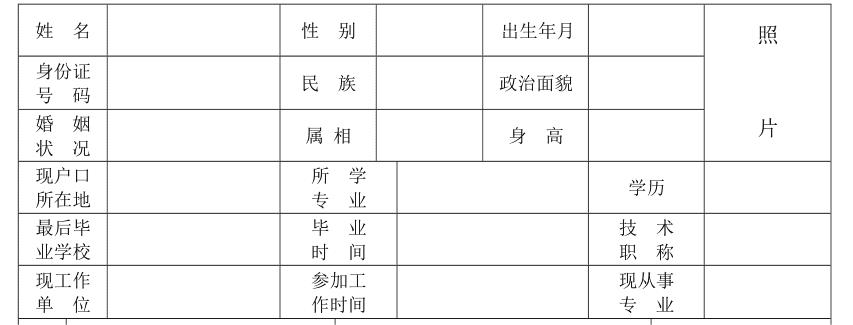 姓 名 性 别 出生年月 照
身份证
号 码
民 族 政治面貌
片
婚 姻
状 况
属 相 身 高
现户口
所在地
所 学
专 业
学历
最后毕
业学校
毕 业
时 间
技 术
职 称
现工作
单 位
参加工
作时间
现从事
专 业